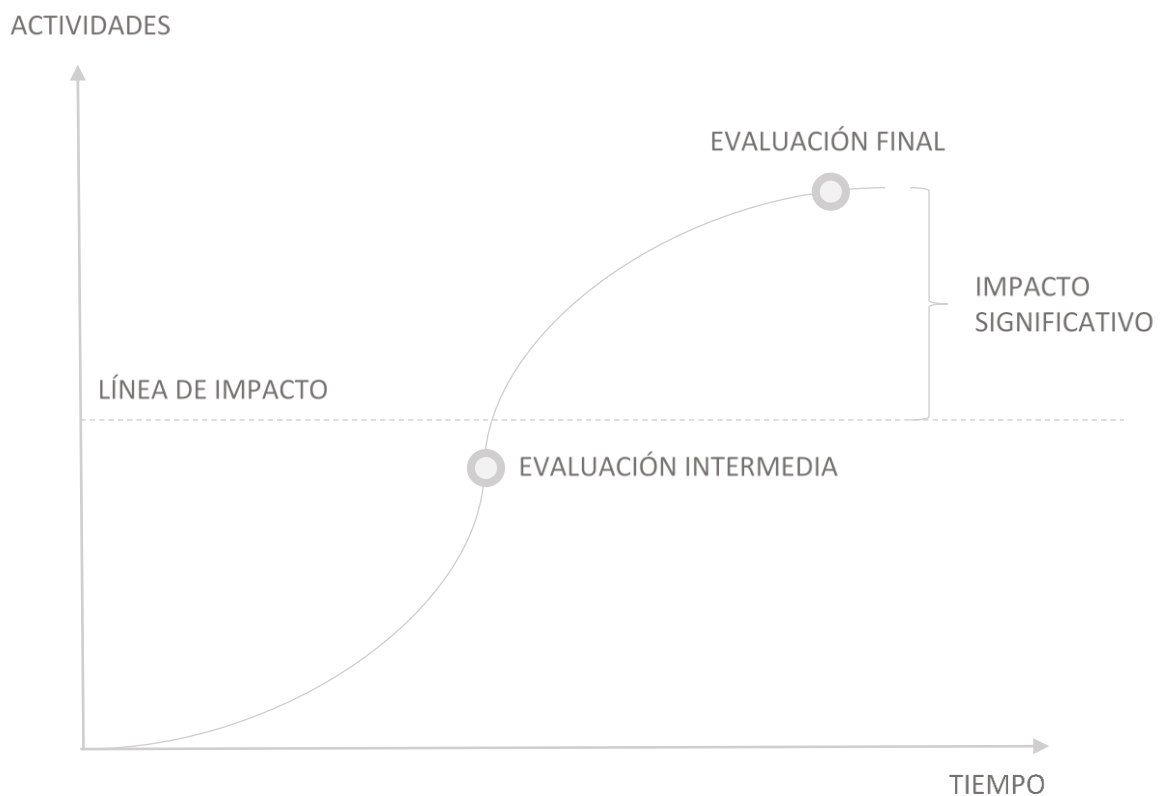 ACTIVIDADES
EVALUACIÓN FINAL
IMPACTO
SIGNIFICATIVO
LÍNEA DE IMPACTO
EVALUACIÓN INTERMEDIA
TIEMPO